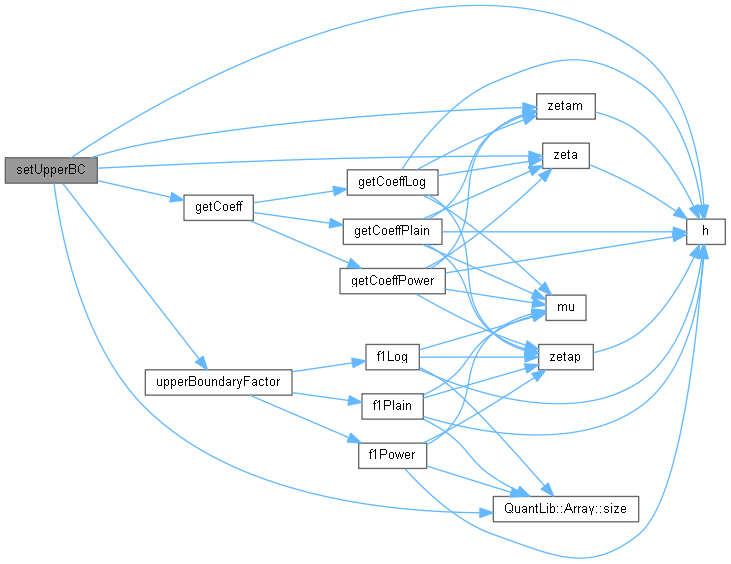 setUpperBC
getCoeff
upperBoundaryFactor
getCoeffLog
getCoeffPlain
getCoeffPower
f1Log
f1Plain
f1Power
zetam
zeta
mu
zetap
QuantLib::Array::size
h